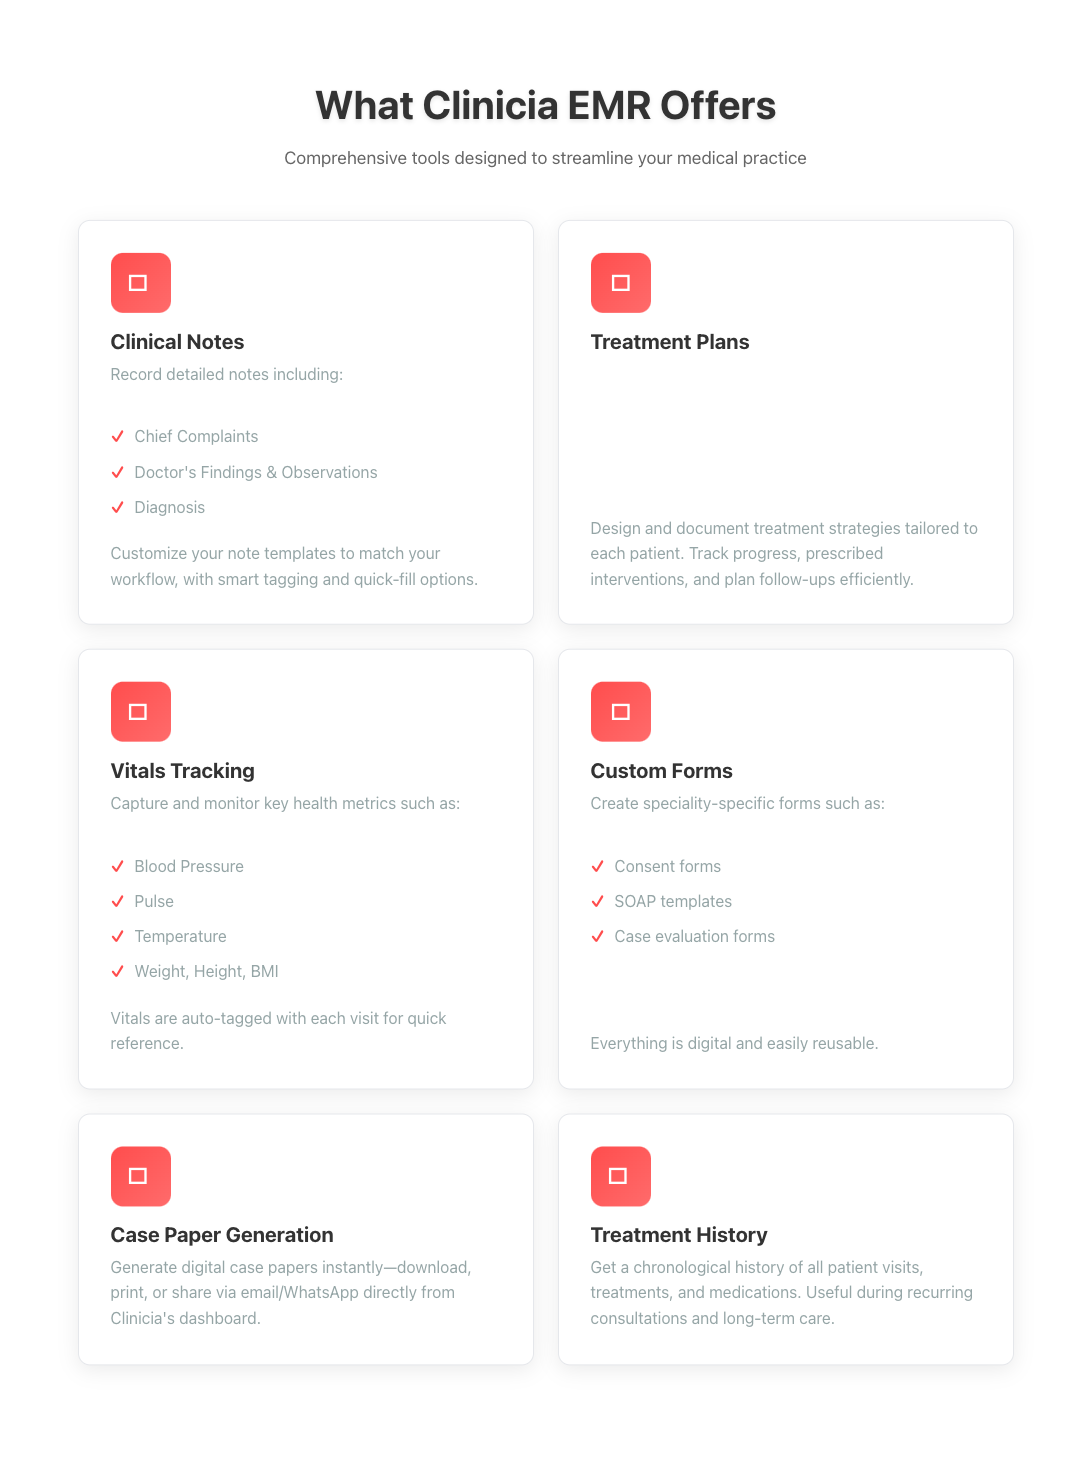 What Clinicia EMR Offers
Comprehensive tools designed to streamline your medical practice
Clinical Notes
Record detailed notes including:
Chief Complaints
Doctor's Findings & Observations
Diagnosis
Customize your note templates to match your
workflow, with smart tagging and quick-fill options.
Treatment Plans
Design and document treatment strategies tailored to
each patient. Track progress, prescribed
interventions, and plan follow-ups efficiently.
Vitals Tracking
Capture and monitor key health metrics such as:
Blood Pressure
Pulse
Temperature
Weight, Height, BMI
Vitals are auto-tagged with each visit for quick
reference.
Custom Forms
Create speciality-specific forms such as:
Consent forms
SOAP templates
Case evaluation forms
Everything is digital and easily reusable.
Case Paper Generation
Generate digital case papers instantly—download,
print, or share via email/WhatsApp directly from
Clinicia's dashboard.
Treatment History
Get a chronological history of all patient visits,
treatments, and medications. Useful during recurring
consultations and long-term care.